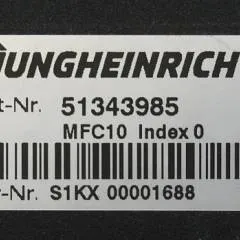 JUNGHEINRICH
t-Nr. 51343985
MFC10 Index 0
r-Nr. S1KX 00001688